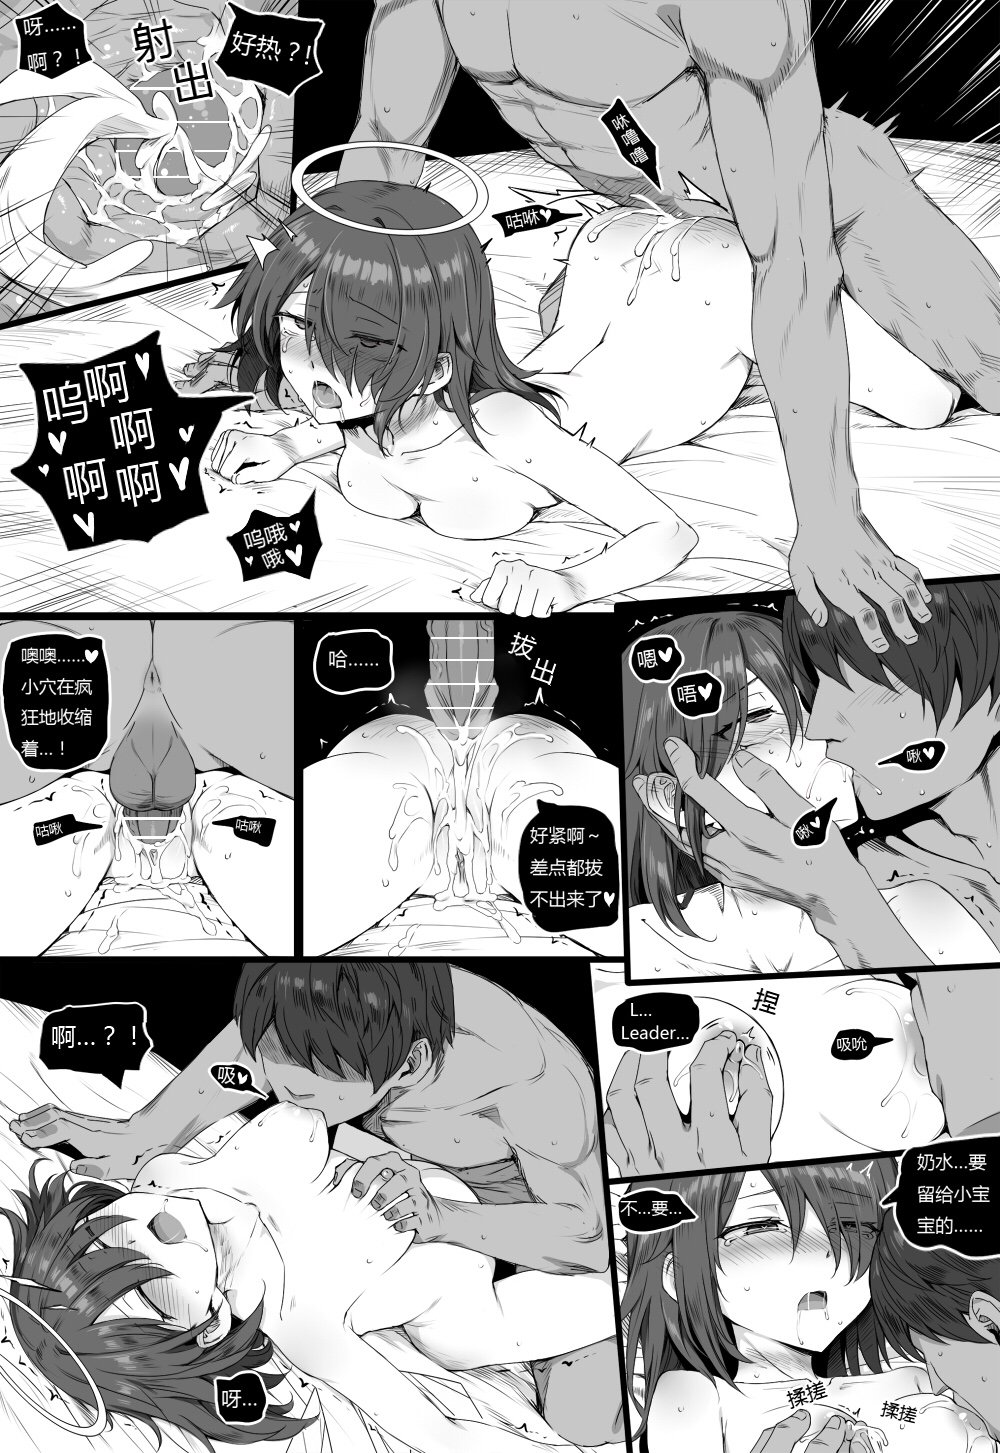 呀……
啊？！
射
出
好热？！
咻噜噜
咕咻♥
呜啊♥
♥啊♥
♥啊啊♥
♥
呜哦♥
♥哦♥
噢噢……♥
小穴在疯
狂地收缩
着…！
咕啾
咕啾
哈……
拔
出
好紧啊～
差点都拔
不出来了♥
嗯♥
唔♥
啾♥
啾♥
啊…？！
吸♥
呀…
L…
Leader…
捏
吸吮
奶水…要
留给小宝
宝的……
不…要…
揉搓
揉搓